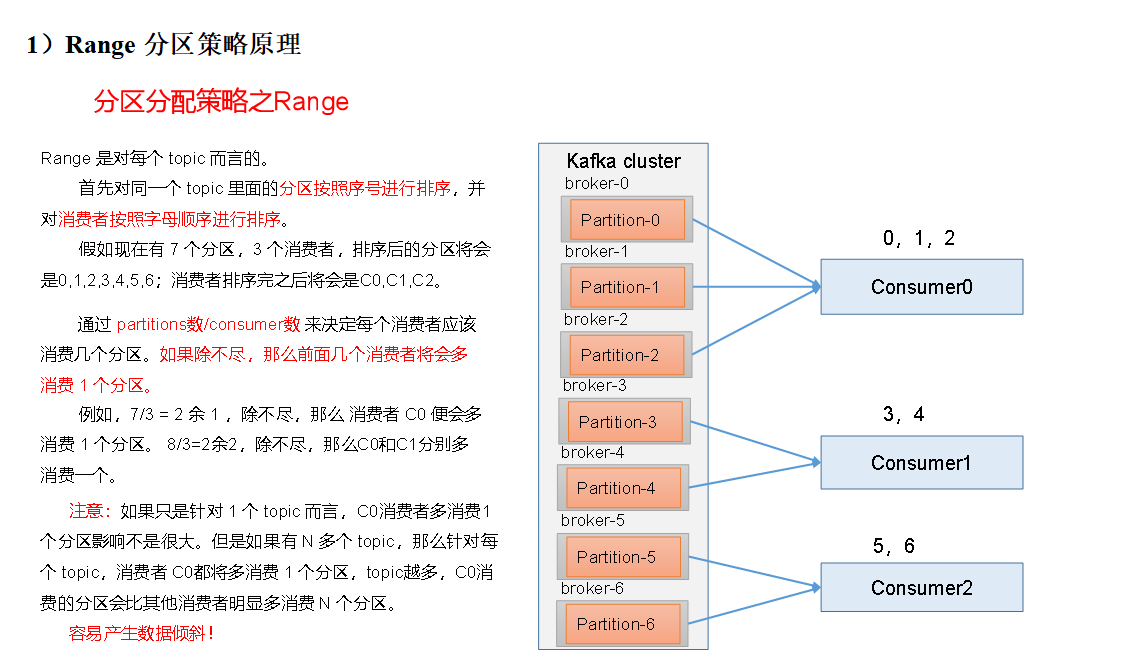 1）Range 分区策略原理
分区分配策略之Range
Range 是对每个 topic 而言的。
首先对同一个 topic 里面的分区按照序号进行排序，并
对消费者按照字母顺序进行排序。
假如现在有 7 个分区，3 个消费者，排序后的分区将会
是0,1,2,3,4,5,6；消费者排序完之后将会是C0,C1,C2。
通过 partitions数/consumer数 来决定每个消费者应该
消费几个分区。如果除不尽，那么前面几个消费者将会多
消费 1 个分区。
例如，7/3 = 2 余 1 ，除不尽，那么 消费者 C0 便会多
消费 1 个分区。 8/3=2余2，除不尽，那么C0和C1分别多
消费一个。
注意：如果只是针对 1 个 topic 而言，C0消费者多消费1
个分区影响不是很大。但是如果有 N 多个 topic，那么针对每
个 topic，消费者 C0都将多消费 1 个分区，topic越多，C0消
费的分区会比其他消费者明显多消费 N 个分区。
容易产生数据倾斜！
Kafka cluster
broker-0
Partition-0
broker-1
Partition-1
broker-2
Partition-2
broker-3
Partition-3
broker-4
Partition-4
broker-5
Partition-5
broker-6
Partition-6
0，1，2
Consumer0
3，4
Consumer1
5，6
Consumer2